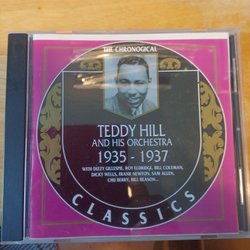 THE CHRONOGICAL
TEDDY HILL
AND HIS ORCHESTRA
1935 - 1937
WITH DIZZY GILLESPIE, ROY ELDRIDGE, BILL COLEMAN,
DICKY WELLS, FRANK NEWTON, SAM ALLEN,
CHU BERRY, BILL BEASON...
CLASSICS